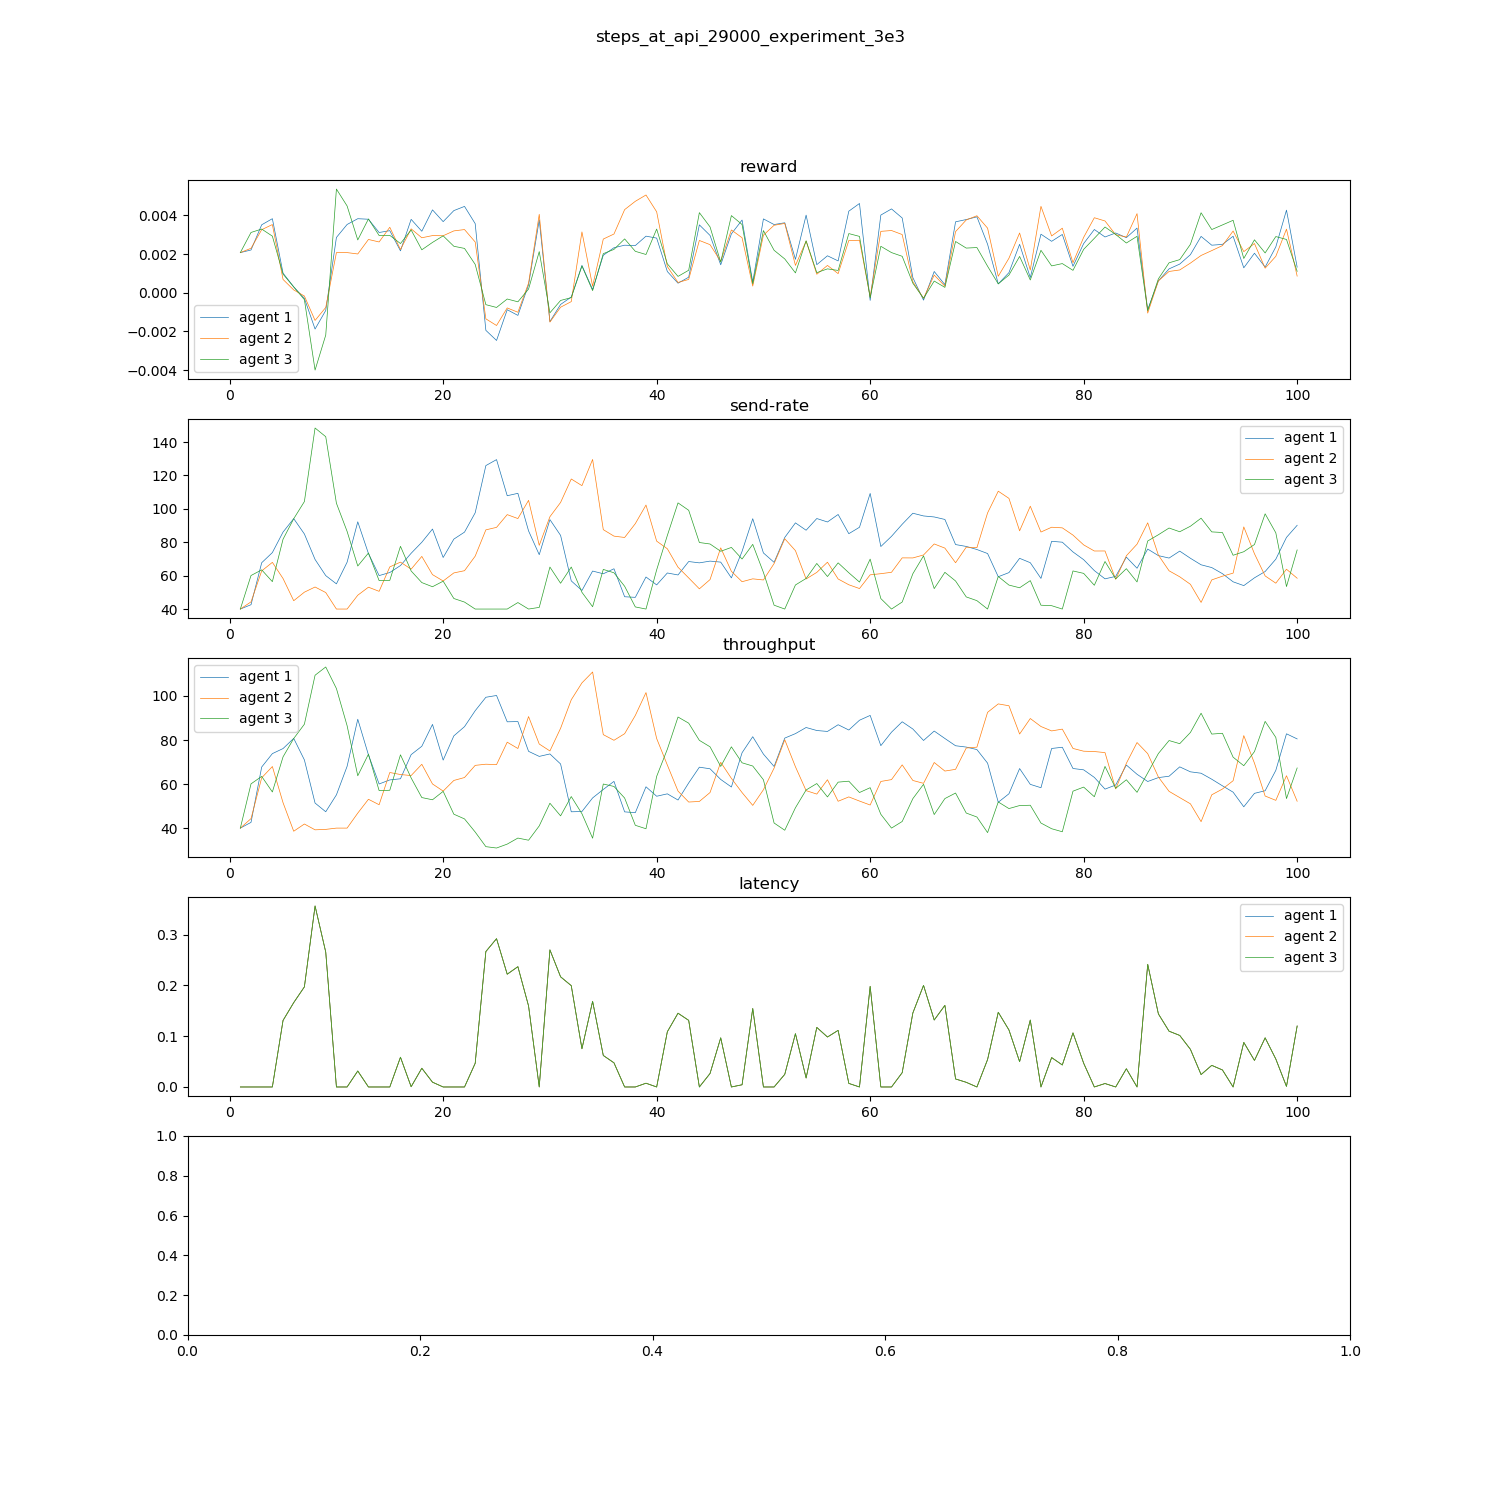 steps_at_api_29000_experiment_3e3
reward
0.004
0.002
0.000
−0.002
−0.004
agent 1
agent 2
agent 3
0 20 40 60 80 100
send-rate
140
120
100
80
60
40
agent 1
agent 2
agent 3
0 20 40 60 80 100
throughput
100
80
60
40
agent 1
agent 2
agent 3
0 20 40 60 80 100
latency
0.3
0.2
0.1
0.0
agent 1
agent 2
agent 3
0 20 40 60 80 100
1.0
0.8
0.6
0.4
0.2
0.0
0.0 0.2 0.4 0.6 0.8 1.0